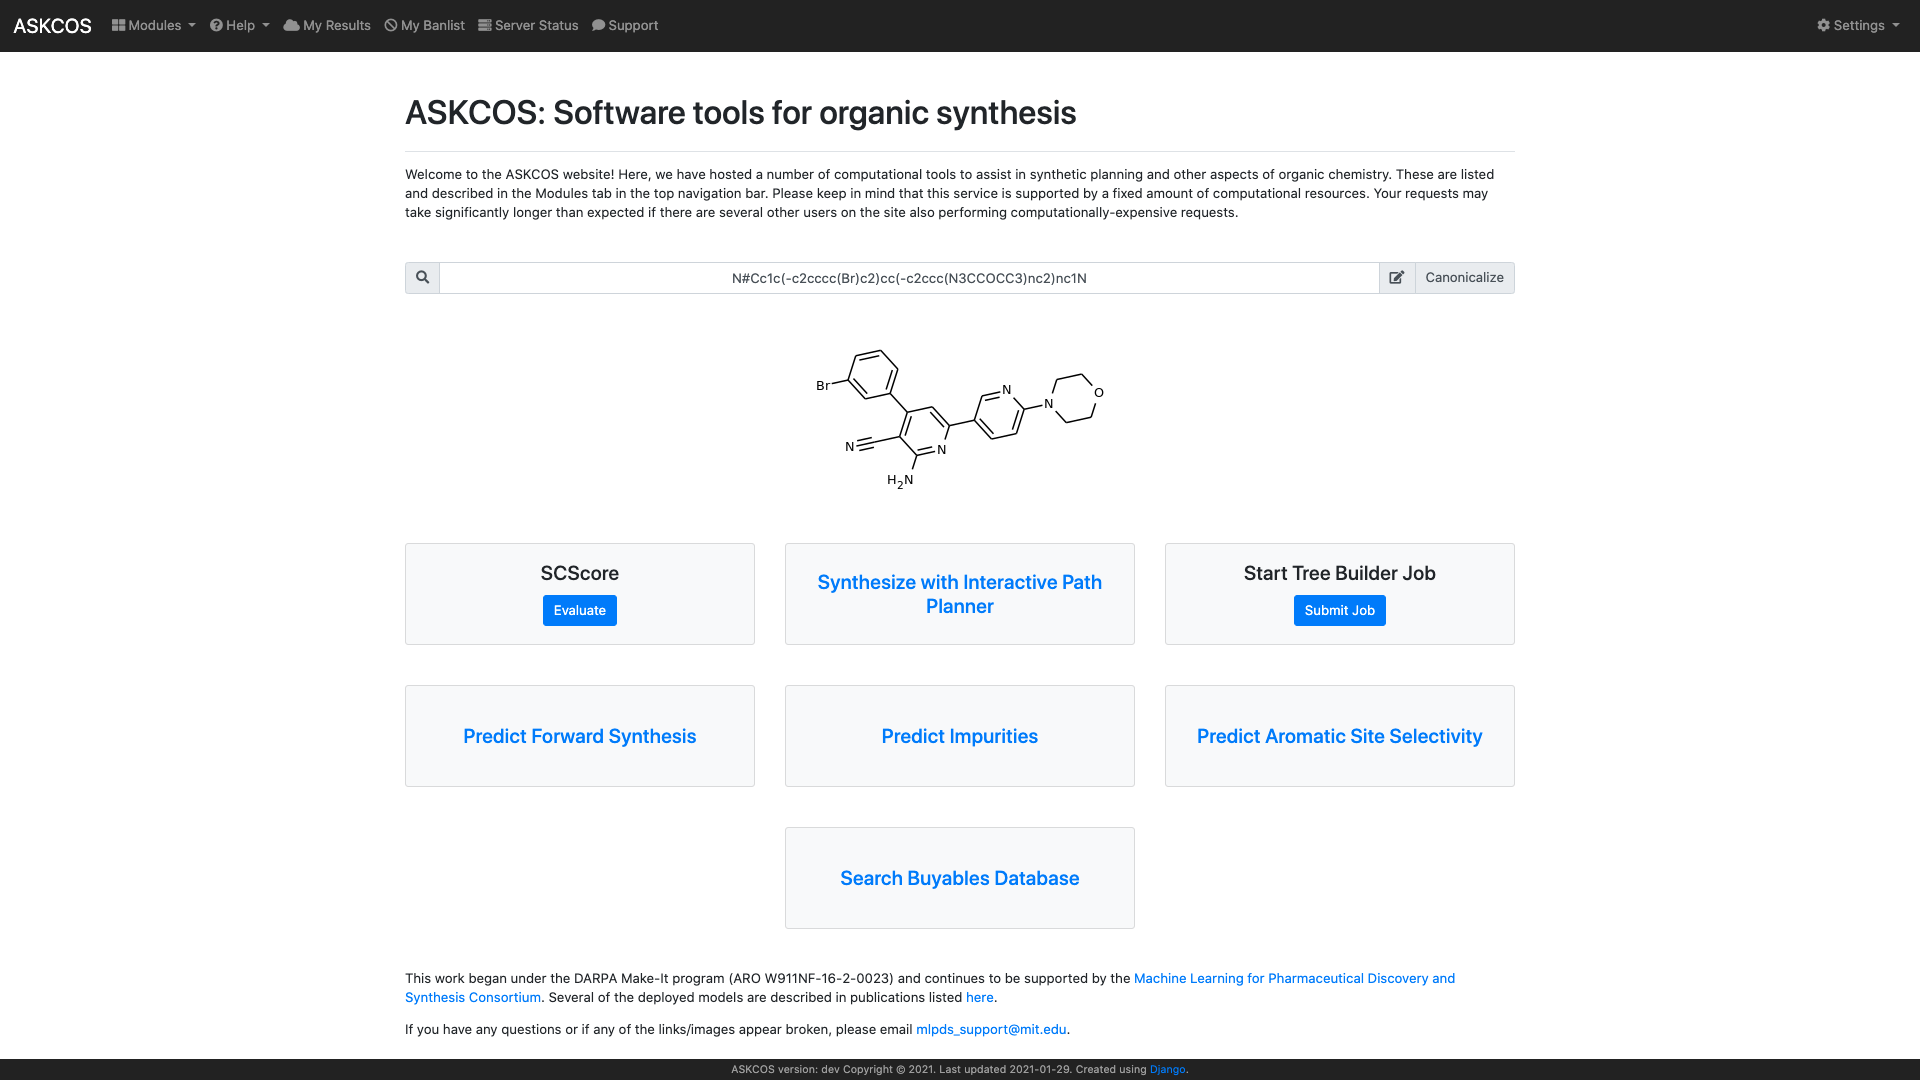 ASKCOS Modules Help My Results My Banlist Server Status Support Settings
ASKCOS: Software tools for organic synthesis
Welcome to the ASKCOS website! Here, we have hosted a number of computational tools to assist in synthetic planning and other aspects of organic chemistry. These are listed
and described in the Modules tab in the top navigation bar. Please keep in mind that this service is supported by a fixed amount of computational resources. Your requests may
take significantly longer than expected if there are several other users on the site also performing computationally-expensive requests.
N#Cc1c(-c2cccc(Br)c2)cc(-c2ccc(N3CCOCC3)nc2)nc1N Canonicalize
Br
N
N
O
N
N
H2N
SCScore
Evaluate
Synthesize with Interactive Path
Planner
Start Tree Builder Job
Submit Job
Predict Forward Synthesis
Predict Impurities
Predict Aromatic Site Selectivity
Search Buyables Database
This work began under the DARPA Make-It program (ARO W911NF-16-2-0023) and continues to be supported by the Machine Learning for Pharmaceutical Discovery and
Synthesis Consortium. Several of the deployed models are described in publications listed here.
If you have any questions or if any of the links/images appear broken, please email mlpds_support@mit.edu.
ASKCOS version: dev Copyright © 2021. Last updated 2021-01-29. Created using Django.